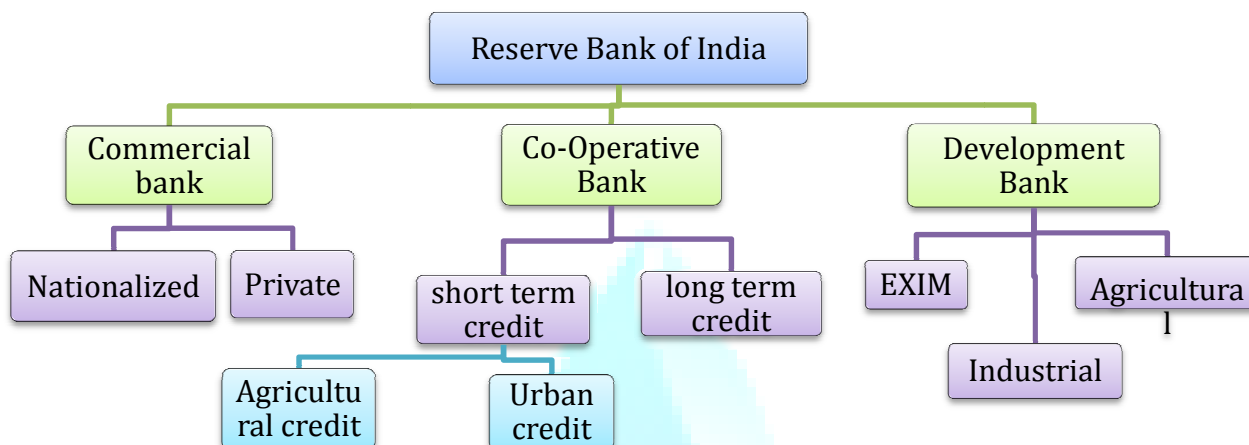 Reserve Bank of India
Commercial
bank
Co-Operative
Bank
Development
Bank
Nationalized
Private
short term
credit
long term
credit
EXIM
Agricultura
l
Industrial
Agricultu
ral credit
Urban
credit